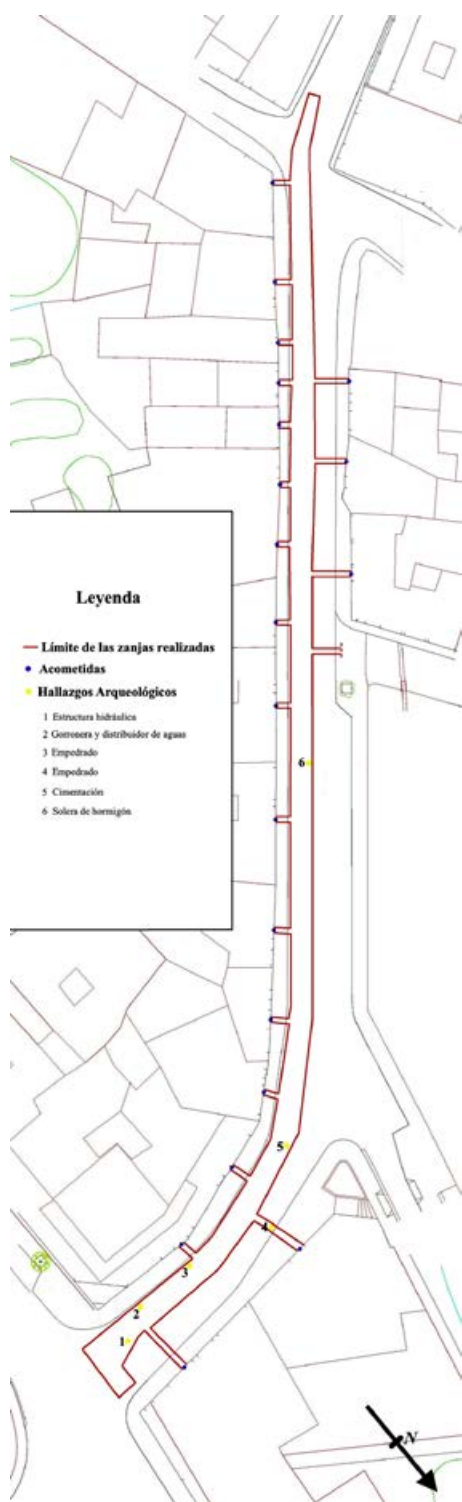 6
Leyenda
Límite de las zanjas realizadas
Acometidas
Hallazgos Arqueológicos
1 Estructura hidráulica
2 Gorronera y distribuidor de aguas
3 Empedrado
4 Empedrado
5 Cimentación
6 Solera de hormigón
5
4
3
2
1
N